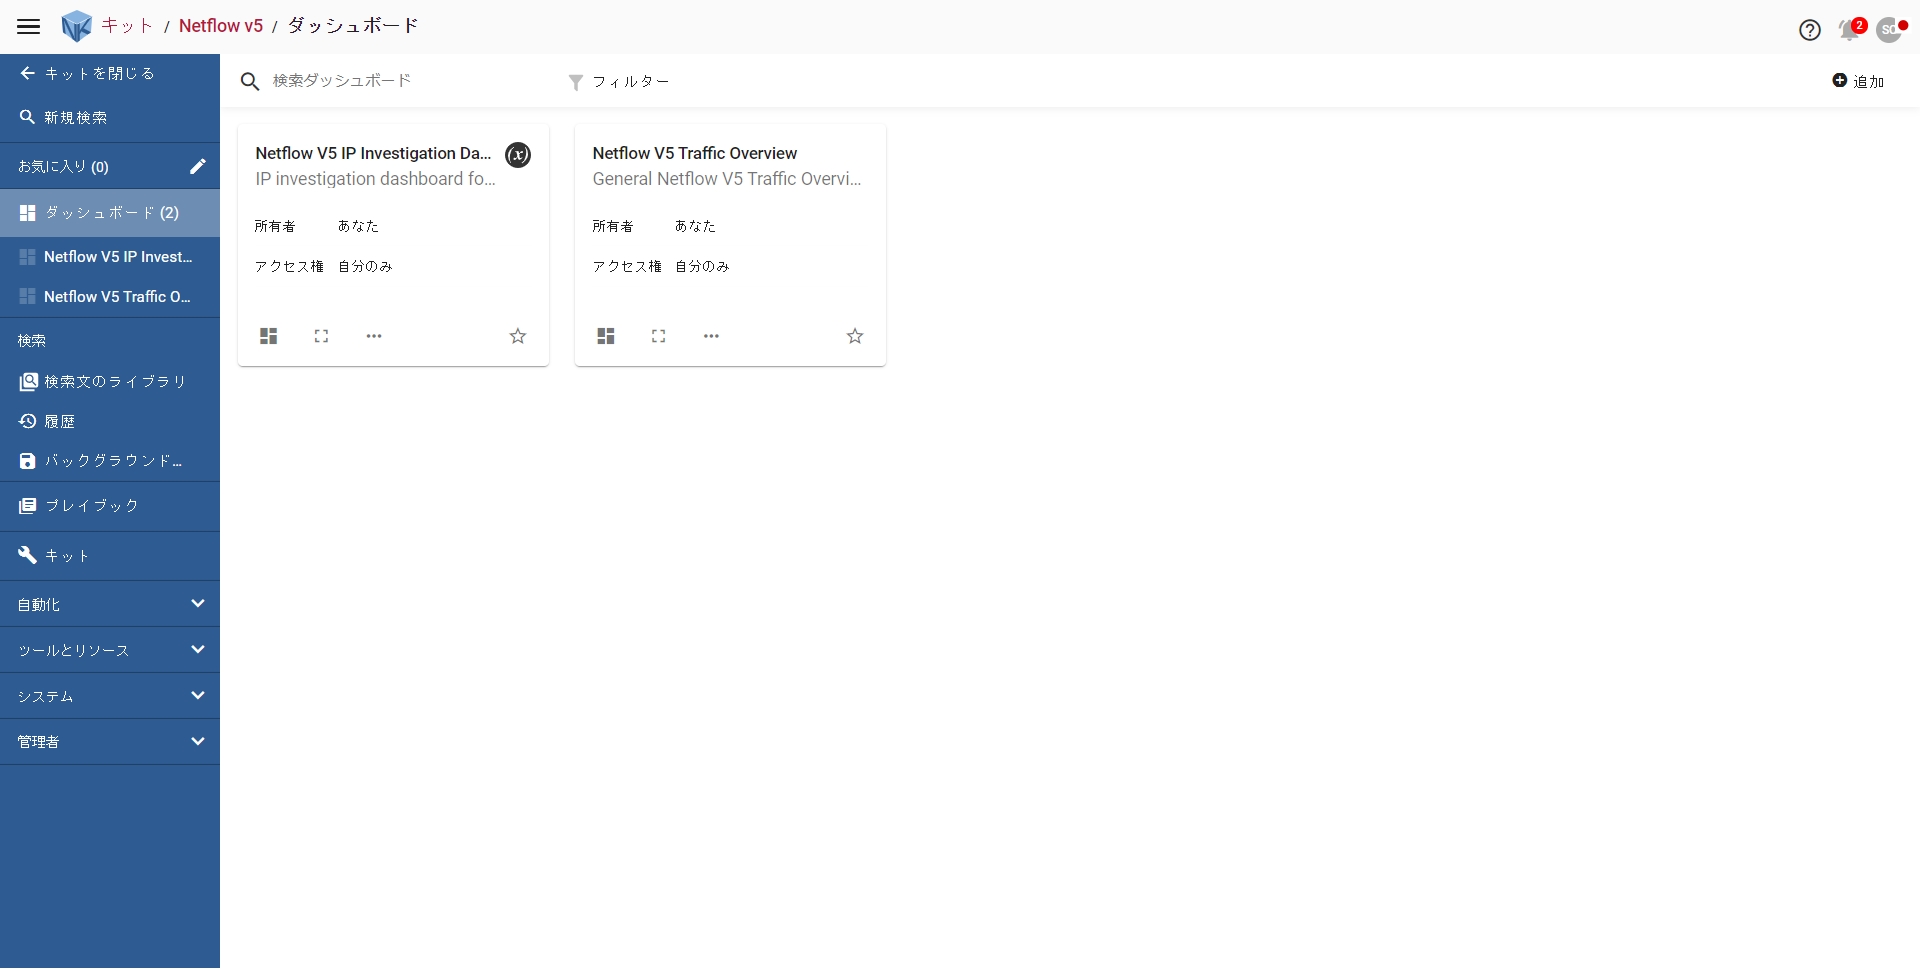 キット / Netflow v5 / ダッシュボード
2
キットを閉じる
新規検索
お気に入り (0)
ダッシュボード (2)
Netflow V5 IP Invest...
Netflow V5 Traffic O...
検索
検索文のライブラリ
履歴
バックグラウンド...
プレイブック
キット
自動化
ツールとリソース
システム
管理者
検索ダッシュボード
フィルター
追加
Netflow V5 IP Investigation Da...
(x)
IP investigation dashboard fo...
所有者 あなた
アクセス権 自分のみ
Netflow V5 Traffic Overview
General Netflow V5 Traffic Overvi...
所有者 あなた
アクセス権 自分のみ